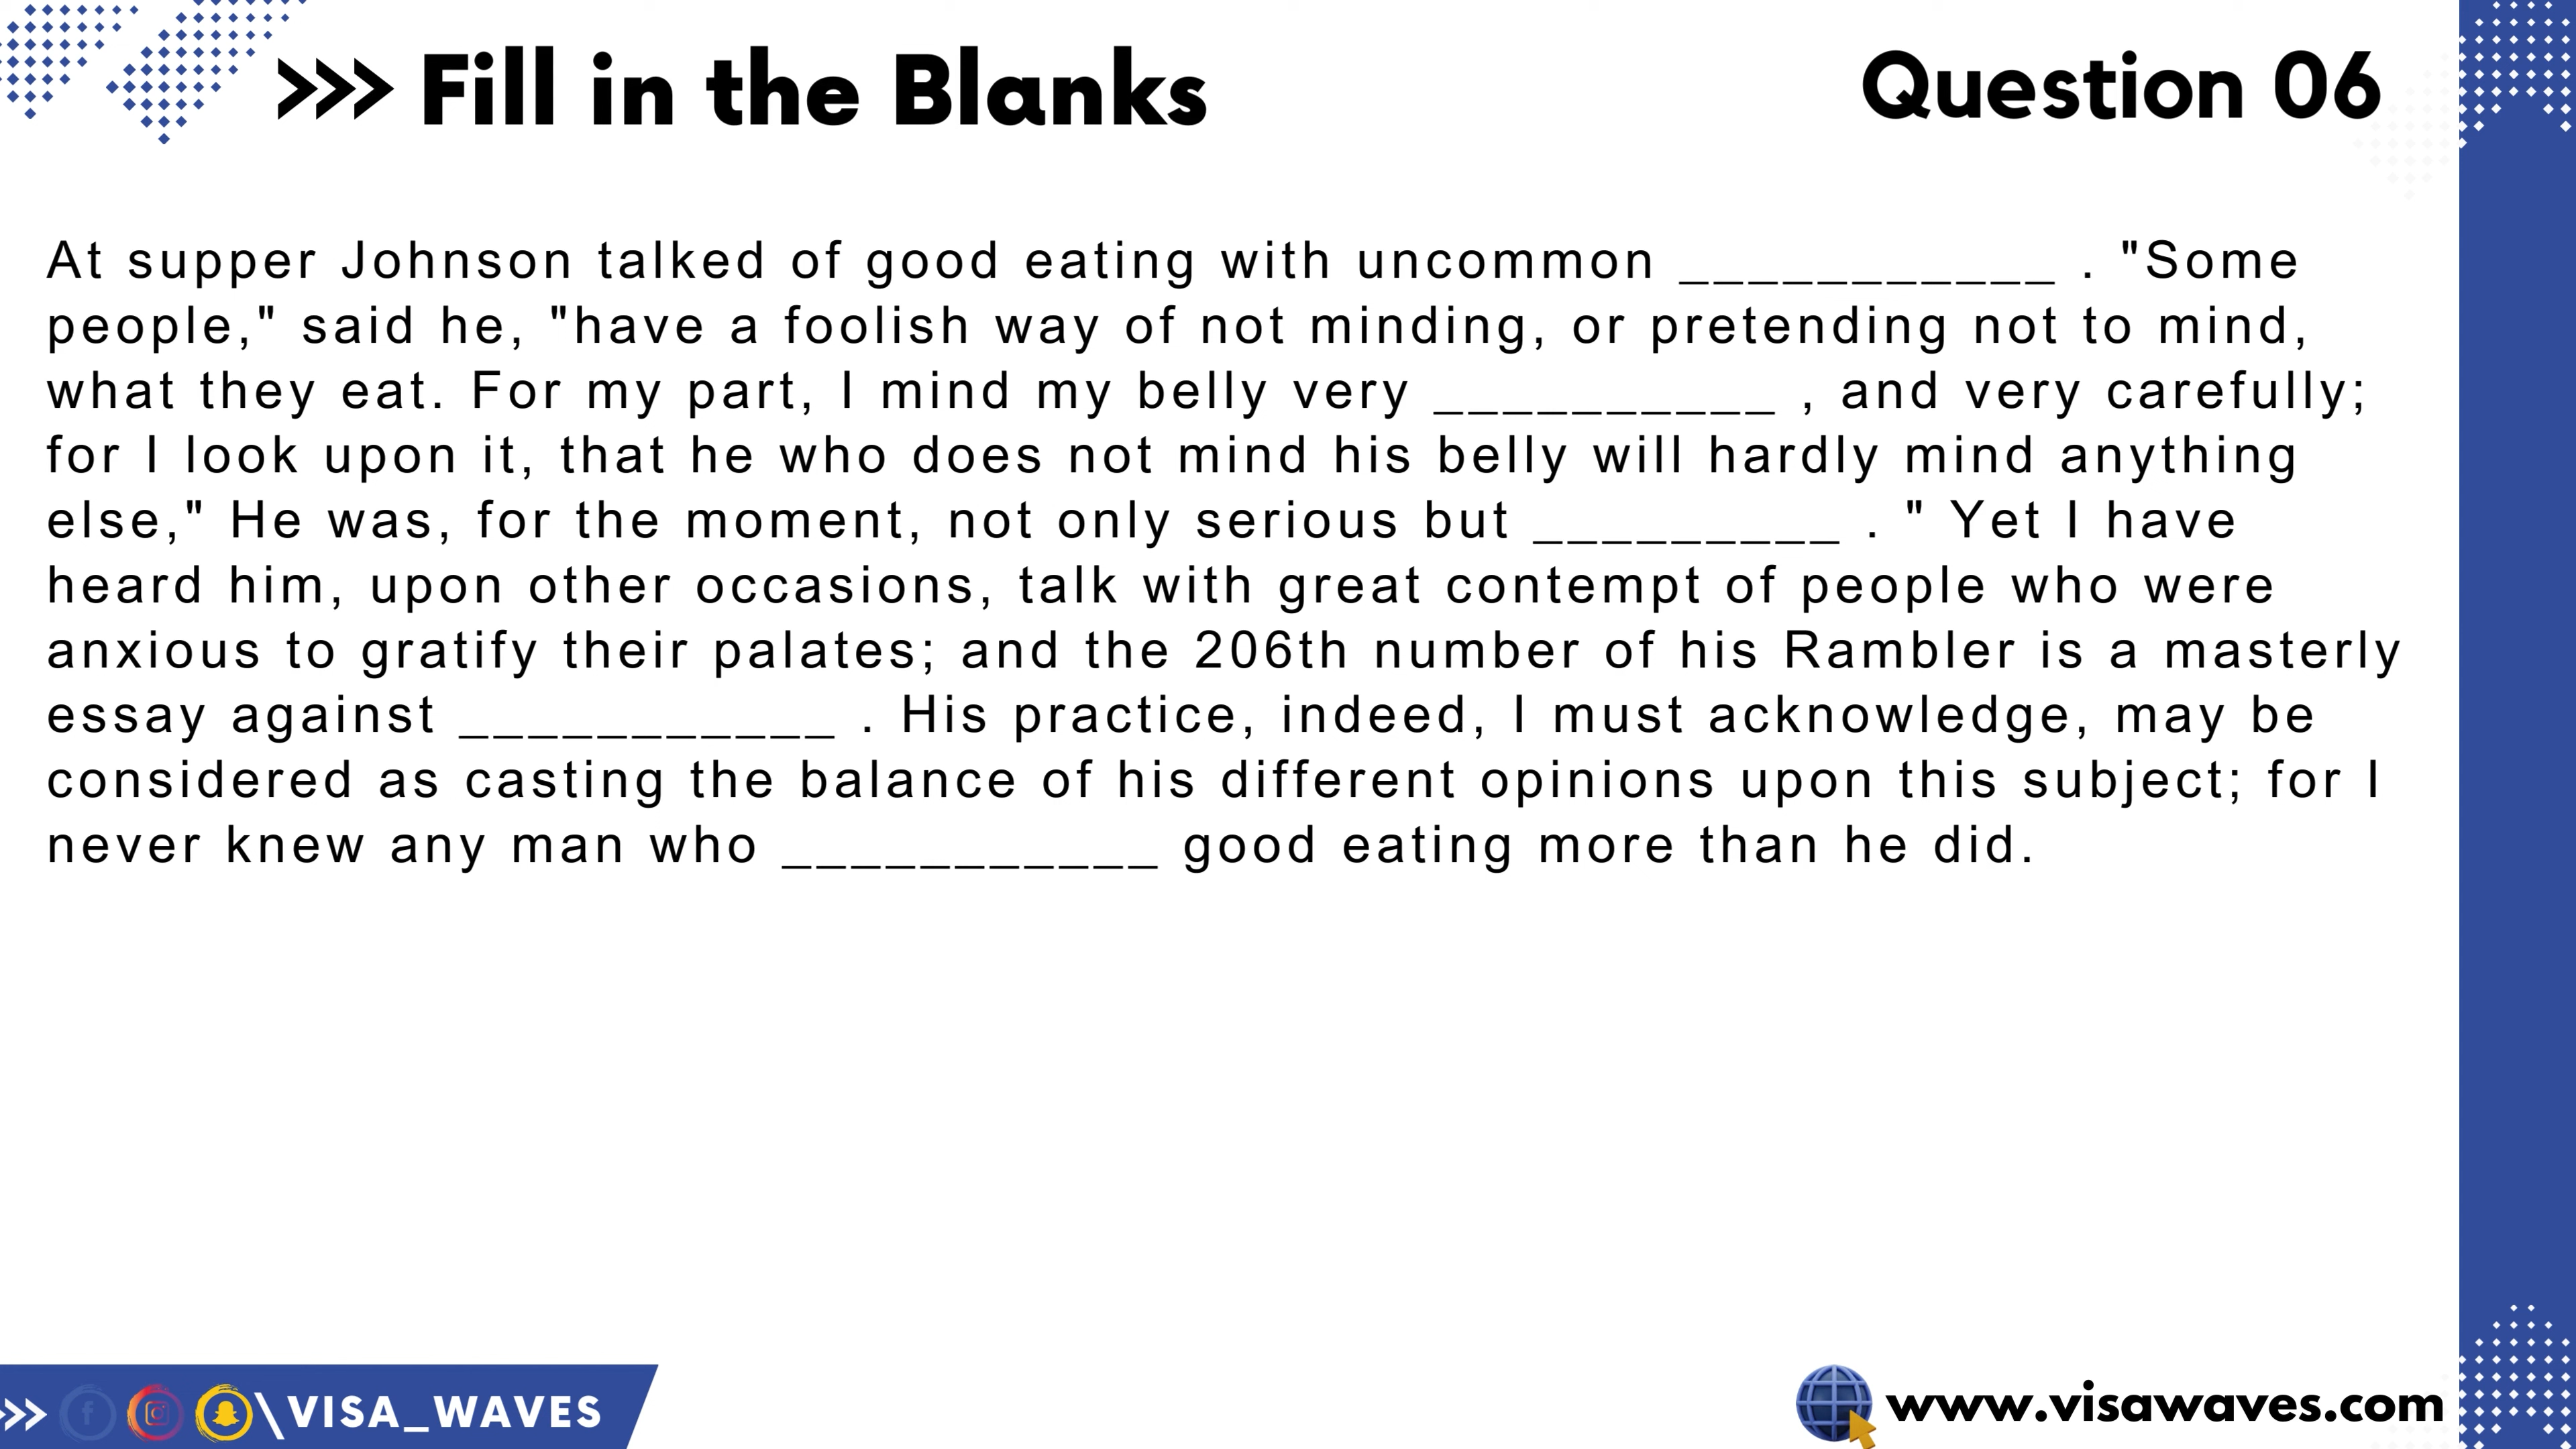 >>> Fill in the Blanks
Question 06
At supper Johnson talked of good eating with uncommon ___________ . "Some
people," said he, "have a foolish way of not minding, or pretending not to mind,
what they eat. For my part, I mind my belly very __________ , and very carefully;
for I look upon it, that he who does not mind his belly will hardly mind anything
else," He was, for the moment, not only serious but _________ . " Yet I have
heard him, upon other occasions, talk with great contempt of people who were
anxious to gratify their palates; and the 206th number of his Rambler is a masterly
essay against ___________ . His practice, indeed, I must acknowledge, may be
considered as casting the balance of his different opinions upon this subject; for I
never knew any man who ___________ good eating more than he did.
>> \VISA_WAVES
www.visawaves.com